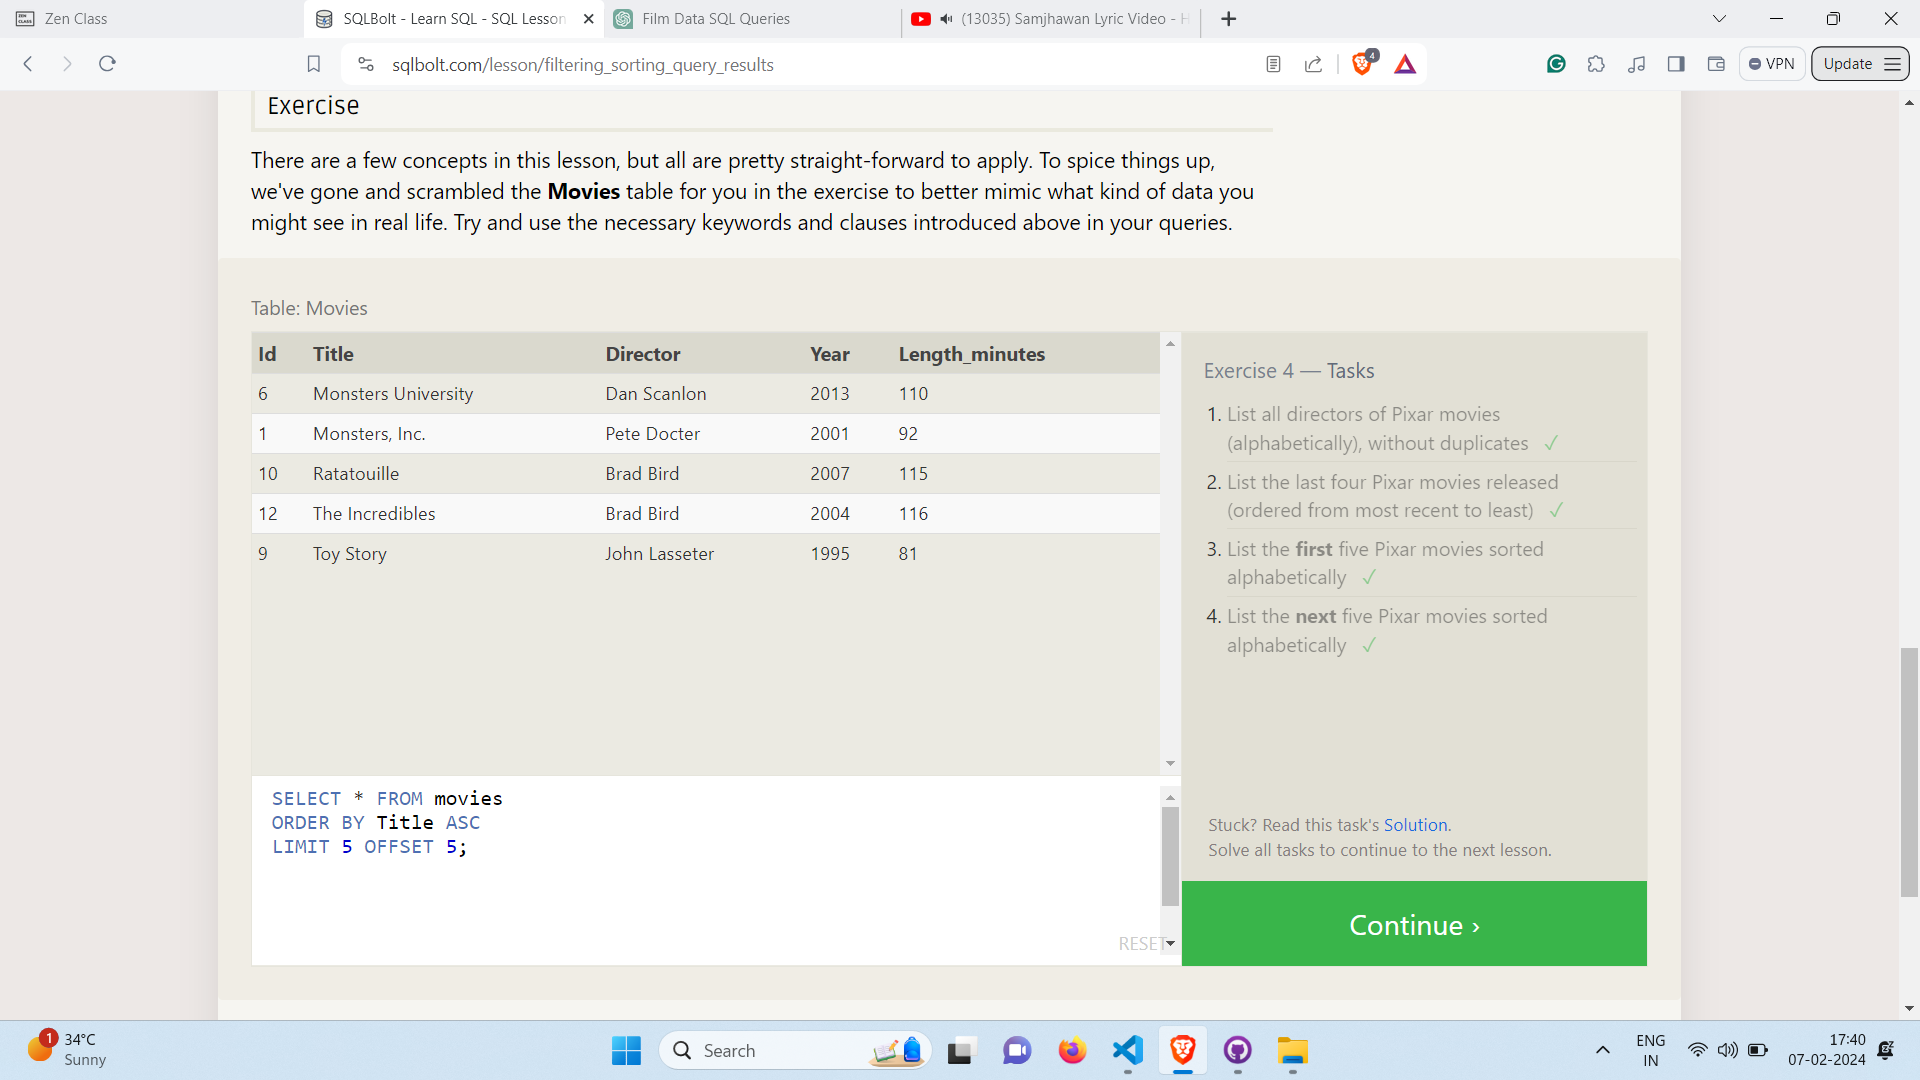 Zen Class
SQLBolt - Learn SQL - SQL Lesson
Film Data SQL Queries
(13035) Samjhawan Lyric Video - H
sqlbolt.com/lesson/filtering_sorting_query_results
4
VPN
Update
Exercise
There are a few concepts in this lesson, but all are pretty straight-forward to apply. To spice things up,
we've gone and scrambled the Movies table for you in the exercise to better mimic what kind of data you
might see in real life. Try and use the necessary keywords and clauses introduced above in your queries.
Table: Movies
Id Title Director Year Length_minutes
6 Monsters University Dan Scanlon 2013 110
1 Monsters, Inc. Pete Docter 2001 92
10 Ratatouille Brad Bird 2007 115
12 The Incredibles Brad Bird 2004 116
9 Toy Story John Lasseter 1995 81
SELECT * FROM movies
ORDER BY Title ASC
LIMIT 5 OFFSET 5;
RESET
Exercise 4 — Tasks
1. List all directors of Pixar movies
(alphabetically), without duplicates ✓
2. List the last four Pixar movies released
(ordered from most recent to least) ✓
3. List the first five Pixar movies sorted
alphabetically ✓
4. List the next five Pixar movies sorted
alphabetically ✓
Stuck? Read this task's Solution.
Solve all tasks to continue to the next lesson.
Continue ›
1
34°C
Sunny
Search
ENG
IN
17:40
07-02-2024